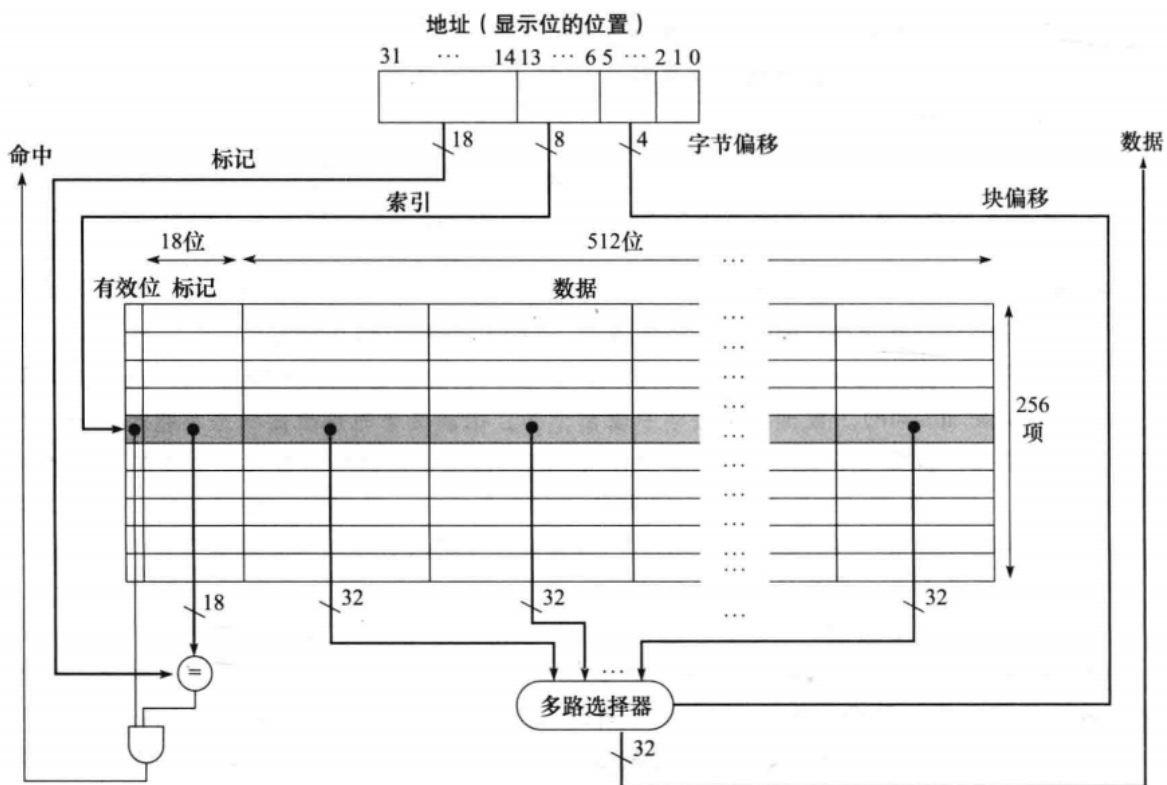 地址（显示位的位置）
31 ··· 14 13 ··· 6 5 ··· 2 1 0
18 8 4 字节偏移
命中 标记 数据
索引 块偏移
18位 512位 ···
有效位 标记 数据
···
···
···
···
···
256
项
···
···
···
···
···
18 32 32 ··· 32
= ···
多路选择器
32